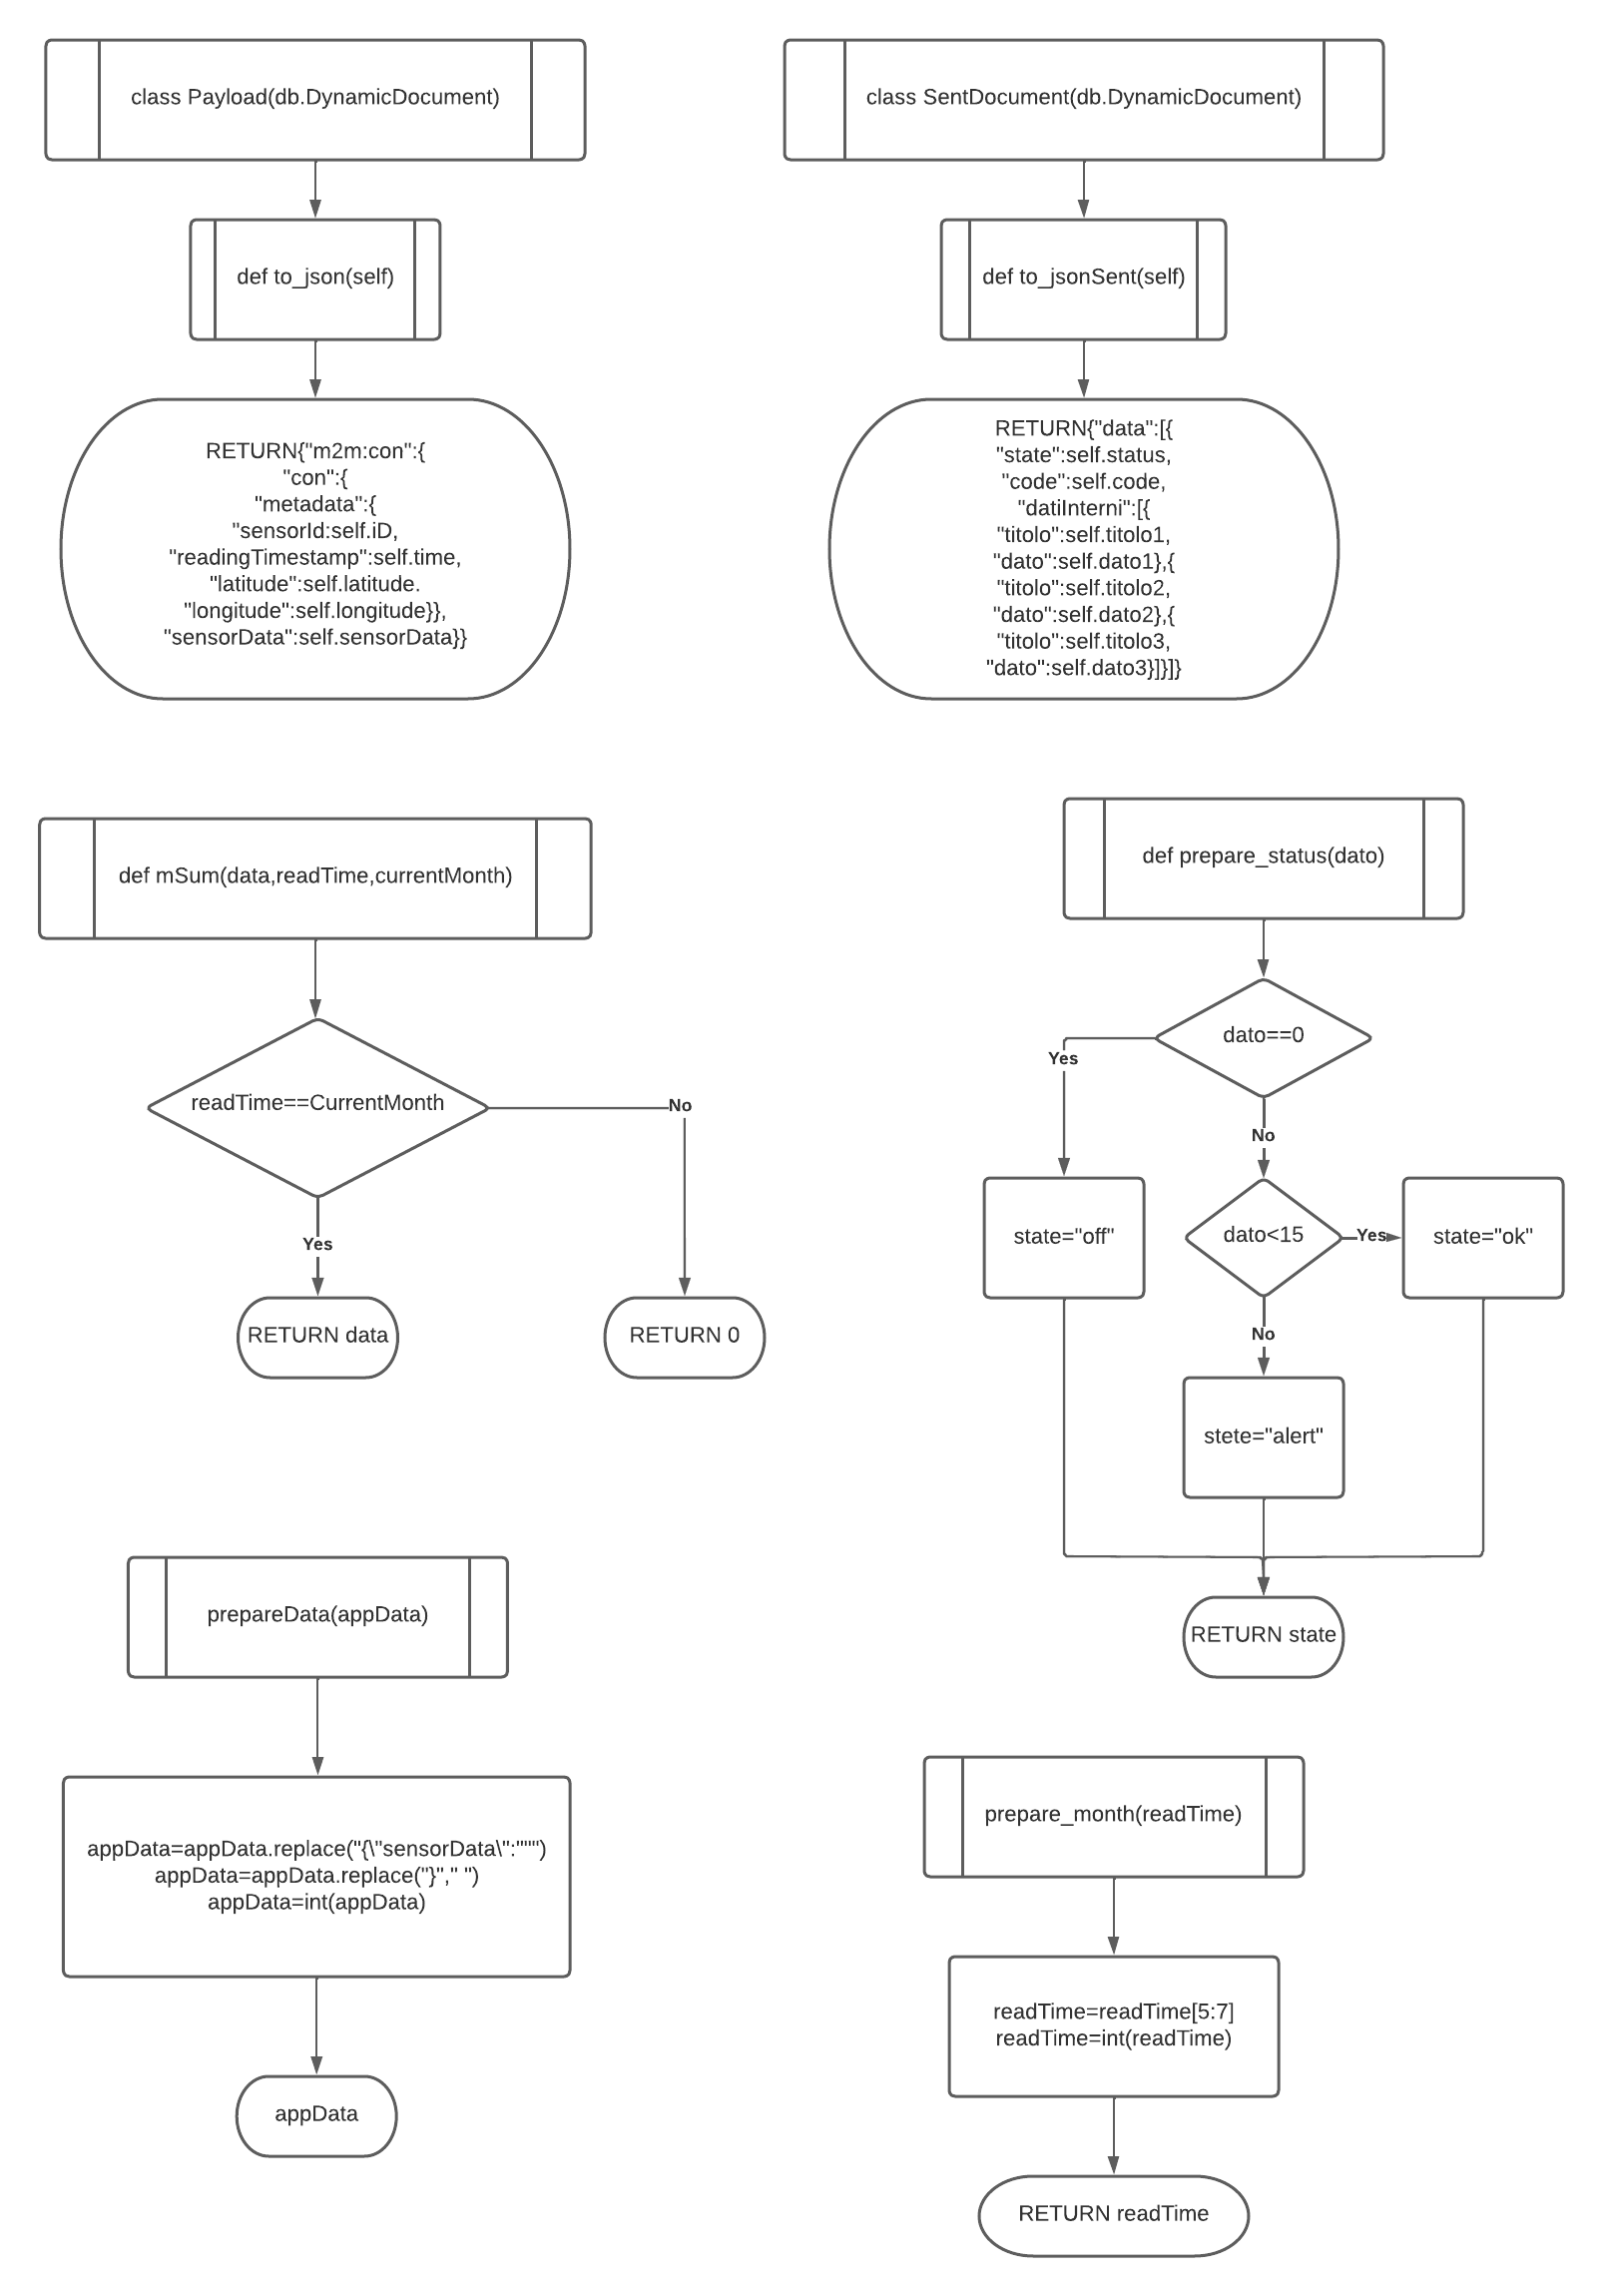 class Payload(db.DynamicDocument)
def to_json(self)
RETURN{"m2m:con":{
"con":{
"metadata":{
"sensorId:self.iD,
"readingTimestamp":self.time,
"latitude":self.latitude.
"longitude":self.longitude}},
"sensorData":self.sensorData}}
class SentDocument(db.DynamicDocument)
def to_jsonSent(self)
RETURN{"data":[{
"state":self.status,
"code":self.code,
"datiInterni":[{
"titolo":self.titolo1,
"dato":self.dato1},{
"titolo":self.titolo2,
"dato":self.dato2},{
"titolo":self.titolo3,
"dato":self.dato3}]}]}
def mSum(data,readTime,currentMonth)
readTime==CurrentMonth
No
Yes
RETURN data
RETURN 0
def prepare_status(dato)
dato==0
Yes
No
state="off"
dato<15
Yes
state="ok"
No
stete="alert"
RETURN state
prepareData(appData)
appData=appData.replace("{\"sensorData\":""")
appData=appData.replace("}"," ")
appData=int(appData)
appData
prepare_month(readTime)
readTime=readTime[5:7]
readTime=int(readTime)
RETURN readTime